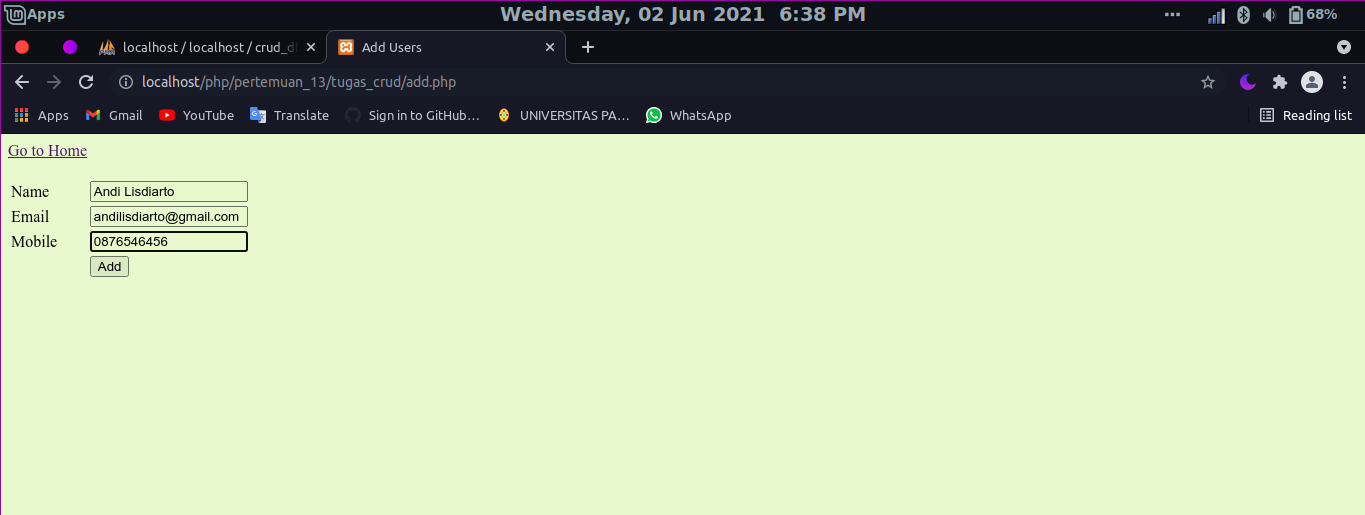 Apps Wednesday, 02 Jun 2021 6:38 PM 68%
localhost / localhost / crud_d Add Users
localhost/php/pertemuan_13/tugas_crud/add.php
Apps Gmail YouTube Translate Sign in to GitHub… UNIVERSITAS PA… WhatsApp Reading list
Go to Home
Name Andi Lisdiarto
Email andilisdiarto@gmail.com
Mobile 0876546456
Add